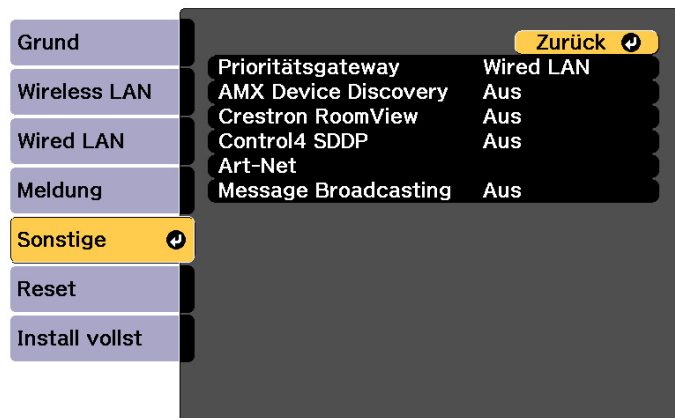 Grund
Wireless LAN
Wired LAN
Meldung
Sonstige
Reset
Install vollst
Zurück
Prioritätsgateway Wired LAN
AMX Device Discovery Aus
Crestron RoomView Aus
Control4 SDDP Aus
Art-Net
Message Broadcasting Aus